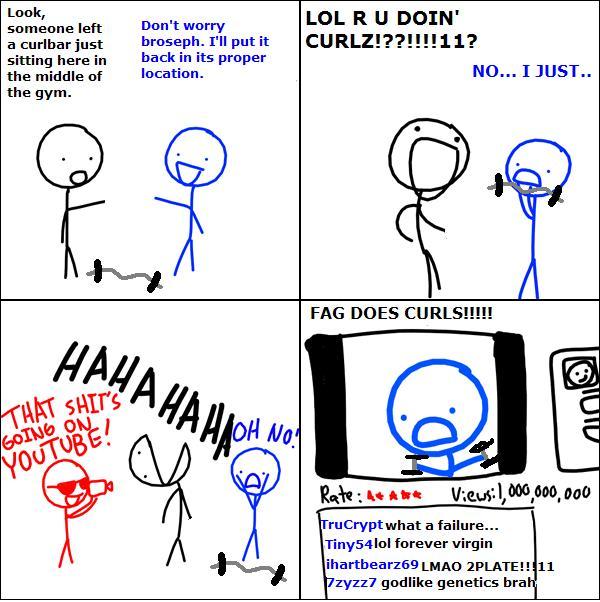 Look,
someone left
a curlbar just
sitting here in
the middle of
the gym.
Don't worry
broseph. I'll put it
back in its proper
location.
LOL R U DOIN'
CURLZ!??!!!!11?
NO... I JUST..
HAHAHAHAHA
THAT SHIT'S
GOING ON
YOUTUBE!
OH NO!
FAG DOES CURLS!!!!!
Rate: ★★★★★ Views:1,000,000,000
TruCrypt what a failure...
Tiny54 lol forever virgin
ihartbearz69 LMAO 2PLATE!!!11
7zyzz7 godlike genetics brah